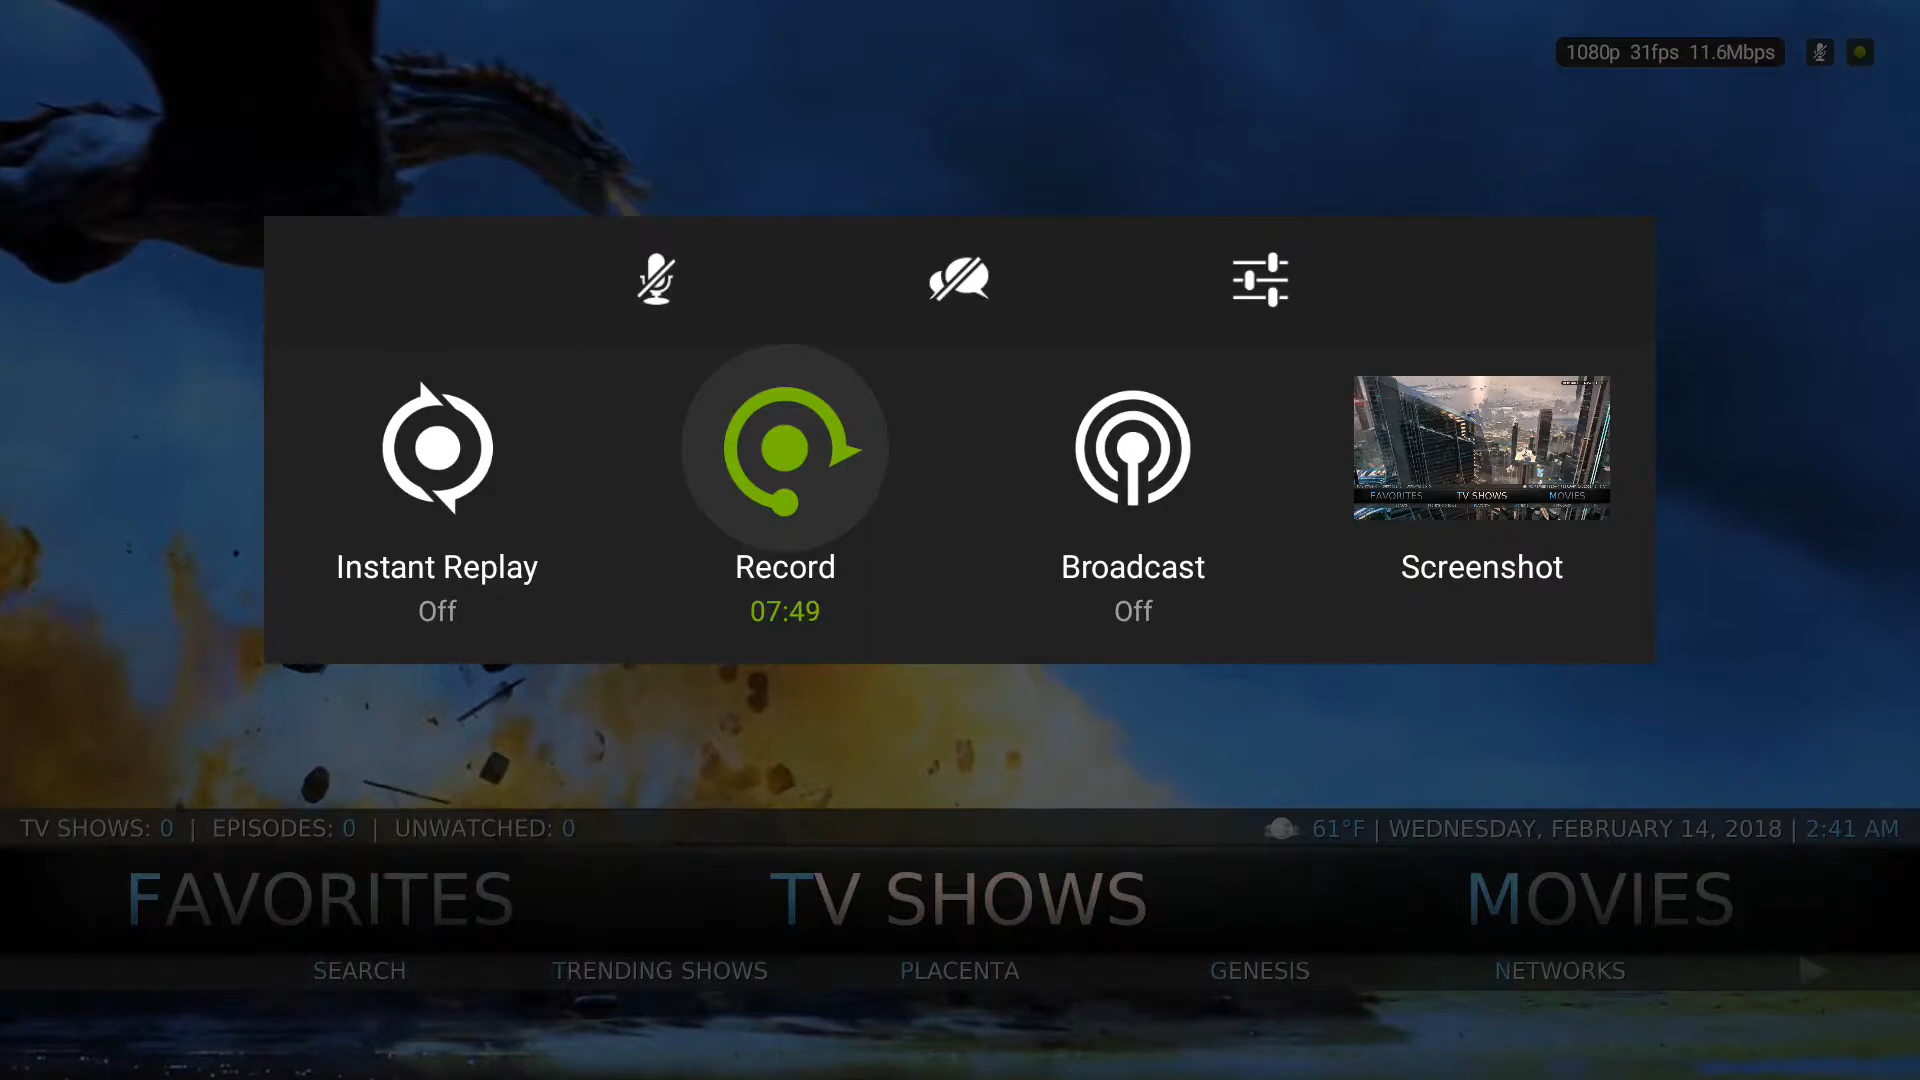 1080p 31fps 11.6Mbps
FAVORITES TV SHOWS MOVIES
Instant Replay Record Broadcast Screenshot
Off 07:49 Off
TV SHOWS: 0 | EPISODES: 0 | UNWATCHED: 0 61°F | WEDNESDAY, FEBRUARY 14, 2018 | 2:41 AM
FAVORITES TV SHOWS MOVIES
SEARCH TRENDING SHOWS PLACENTA GENESIS NETWORKS